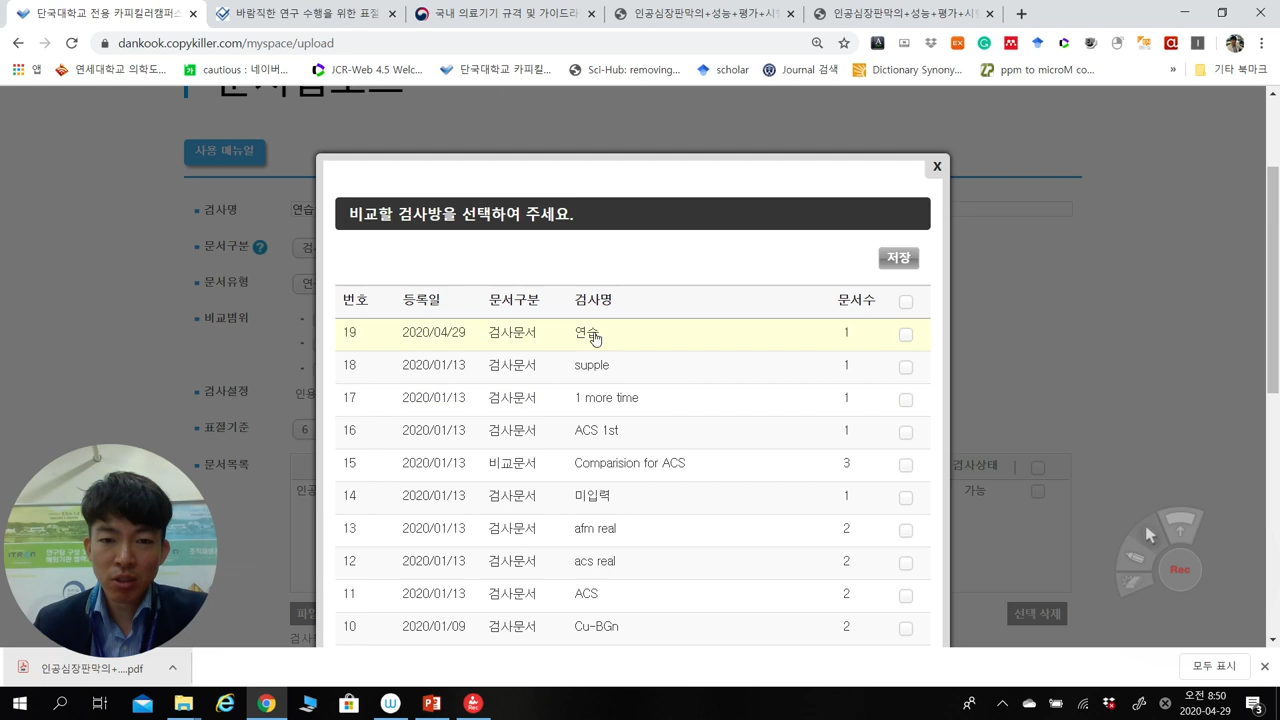 단국대학교 전용 카피킬러캠퍼스
바람직한 연구 수행을 위한 표절
국내 의료기기 규격 및 가이드라
인공심장판막의+성능+평가+시험
인공심장판막의+성능+평가+시험
dankook.copykiller.com/myspace/upload
앱
연세대학교 의학도...
cautious : 네이버...
JCR-Web 4.5 Welc...
단국대학교 카피킬...
Sci-Hub: removing...
scholar
Journal 검색
Dictionary Synony...
ppm to microM co...
»
기타 북마크
사용 매뉴얼
X
비교할 검사방을 선택하여 주세요.
저장
검사명
연습
문서구분 ?
검
문서유형
연
비교범위
검사설정
인용
표절기준
6
문서목록
검사상태
인공
가능
번호 등록일 문서구분 검사명 문서수
19 2020/04/29 검사문서 연습 1
18 2020/01/13 검사문서 supple 1
17 2020/01/13 검사문서 1 more time 1
16 2020/01/13 검사문서 ACS 1st 1
15 2020/01/13 비교문서 Comparision for ACS 3
14 2020/01/13 검사문서 미입력 1
13 2020/01/13 검사문서 afm real 2
12 2020/01/13 검사문서 acs real 2
11 2020/01/13 검사문서 ACS 2
10 2020/01/09 검사문서 Cu-BGn 2
파일
선택 삭제
검사
Rec
인공심장판막의+....pdf
모두 표시
오전 8:50
2020-04-29
3